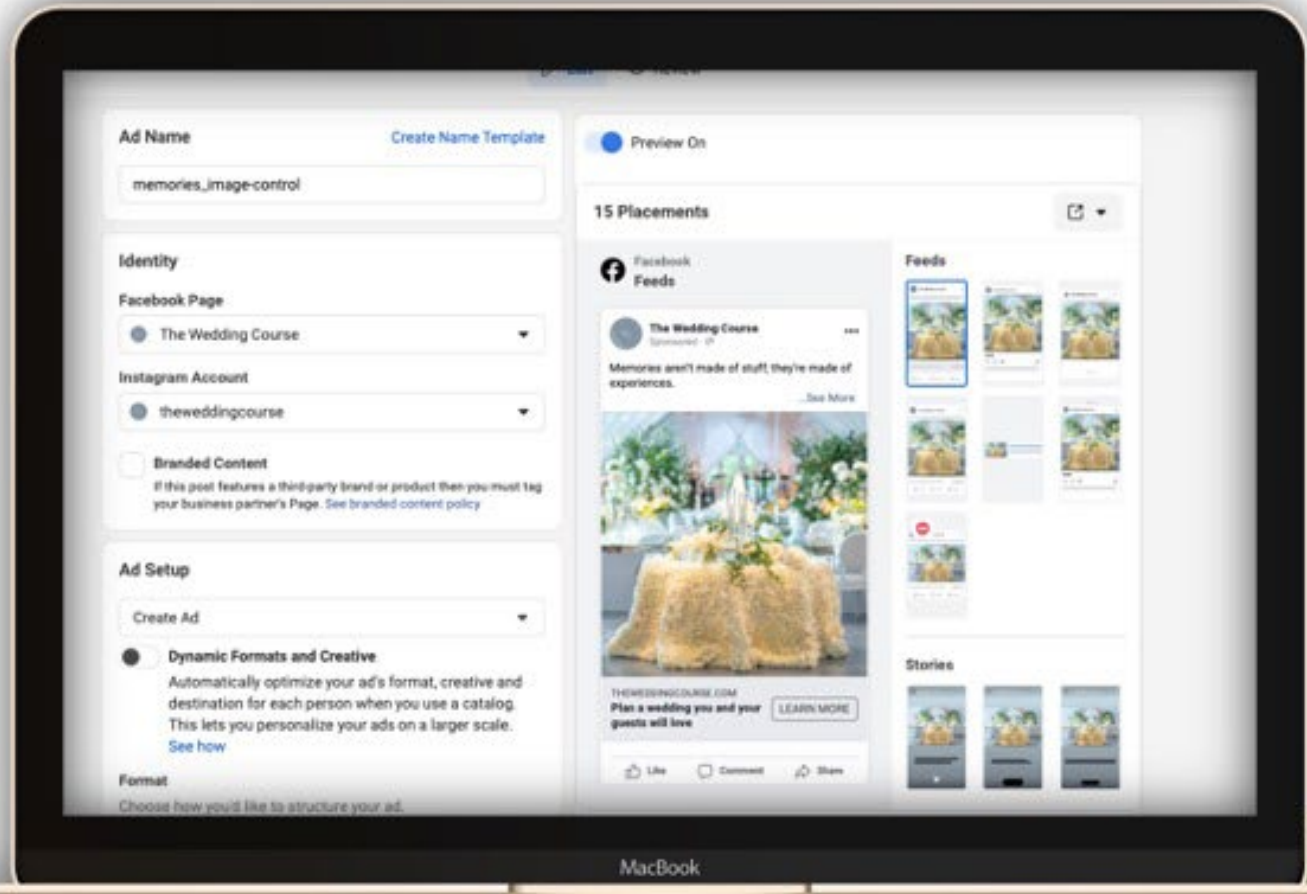 Edit Review
Ad Name Create Name Template
memories_image-control
Identity
Facebook Page
The Wedding Course
Instagram Account
theweddingcourse
Branded Content
If this post features a third-party brand or product then you must tag
your business partner's Page. See branded content policy
Ad Setup
Create Ad
Dynamic Formats and Creative
Automatically optimize your ad's format, creative and
destination for each person when you use a catalog.
This lets you personalize your ads on a larger scale.
See how
Format
Choose how you'd like to structure your ad.
Preview On
15 Placements
Facebook
Feeds
The Wedding Course
Sponsored
Memories aren't made of stuff, they're made of
experiences.
...See More
THEWEDDINGCOURSE.COM
Plan a wedding you and your
guests will love
LEARN MORE
Like Comment Share
Feeds
Stories
MacBook